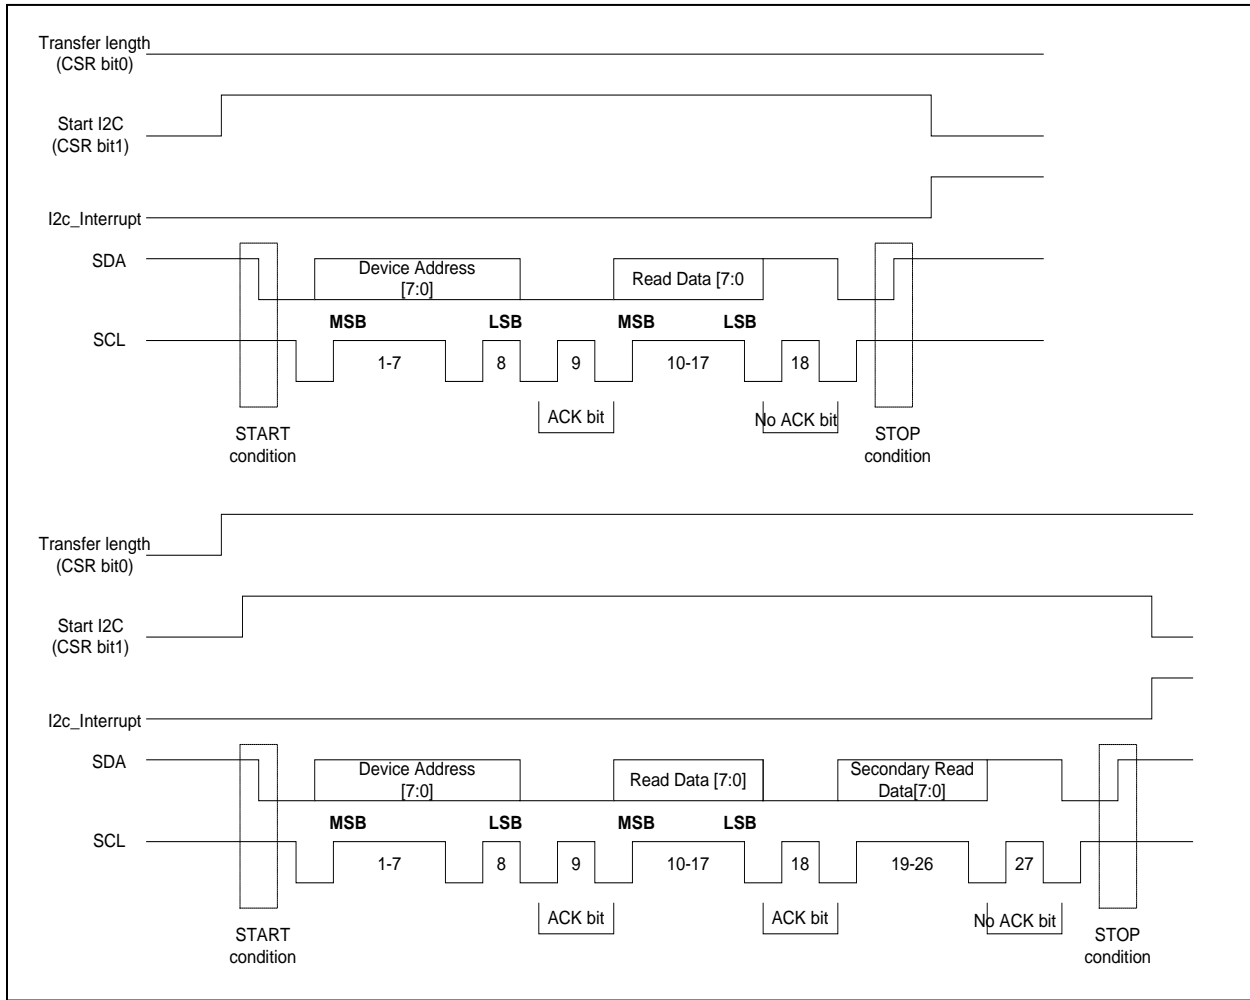 Transfer length
(CSR bit0)
Start I2C
(CSR bit1)
I2c_Interrupt
SDA
Device Address
[7:0]
Read Data [7:0
MSB
LSB
MSB
LSB
SCL
1-7
8
9
10-17
18
ACK bit
No ACK bit
START
condition
STOP
condition
Transfer length
(CSR bit0)
Start I2C
(CSR bit1)
I2c_Interrupt
SDA
Device Address
[7:0]
Read Data [7:0]
Secondary Read
Data[7:0]
MSB
LSB
MSB
LSB
SCL
1-7
8
9
10-17
18
19-26
27
ACK bit
ACK bit
No ACK bit
START
condition
STOP
condition